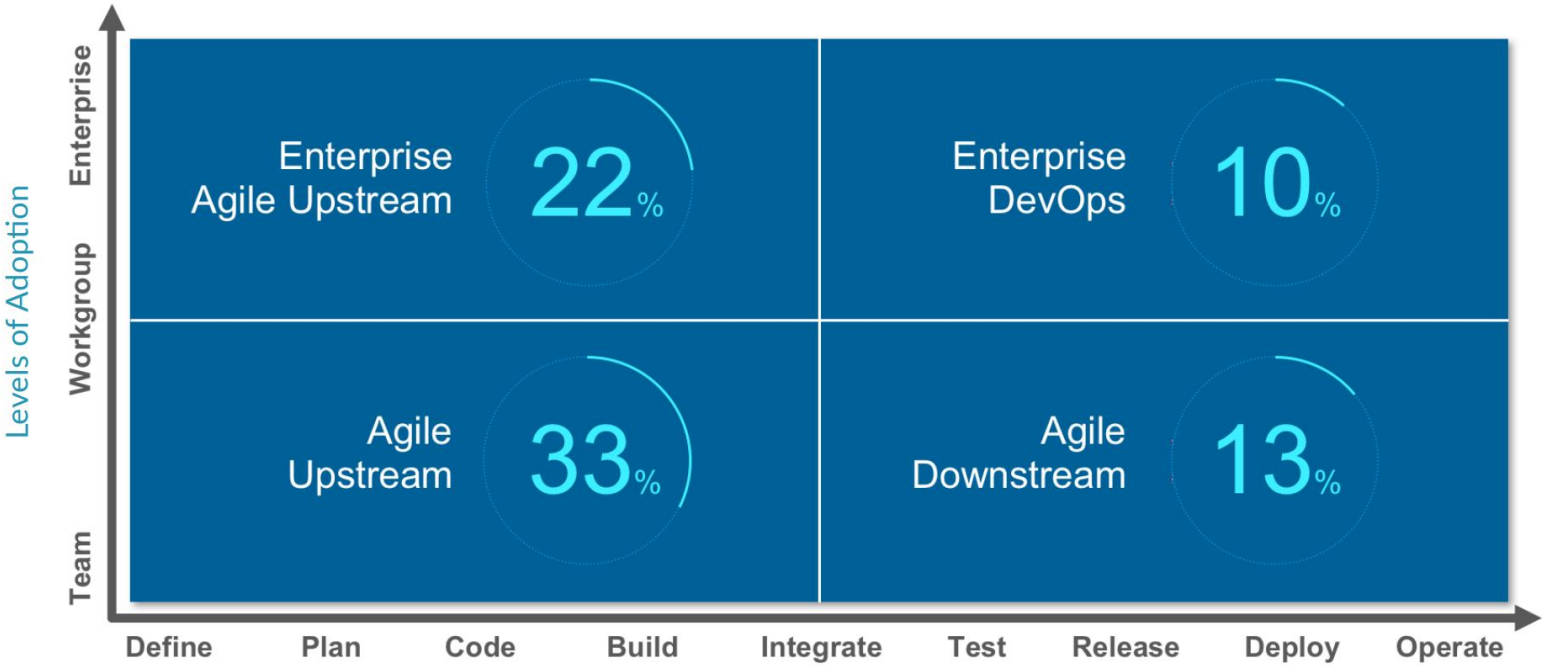 Levels of Adoption
Enterprise
Workgroup
Team
Enterprise
Agile Upstream
22%
Enterprise
DevOps
10%
Agile
Upstream
33%
Agile
Downstream
13%
Define Plan Code Build Integrate Test Release Deploy Operate